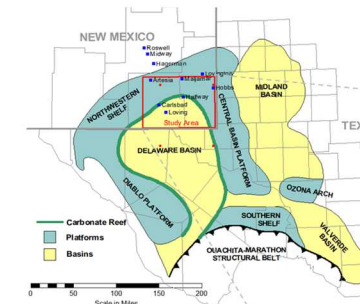 NEW MEXICO
Roswell
Midway
Hagerman
Lovington
Artesia
Maljamar
Hobbs
Halfway
Carlsbad
Loving
Study Area
NORTHWESTERN
SHELF
MIDLAND
BASIN
CENTRAL BASIN PLATFORM
TEX
DELAWARE BASIN
DIABLO PLATFORM
OZONA ARCH
SOUTHERN
SHELF
VALVERDE
BASIN
OUACHITA-MARATHON
STRUCTURAL BELT
Carbonate Reef
Platforms
Basins
0 50 100 150 200
Scale in Miles